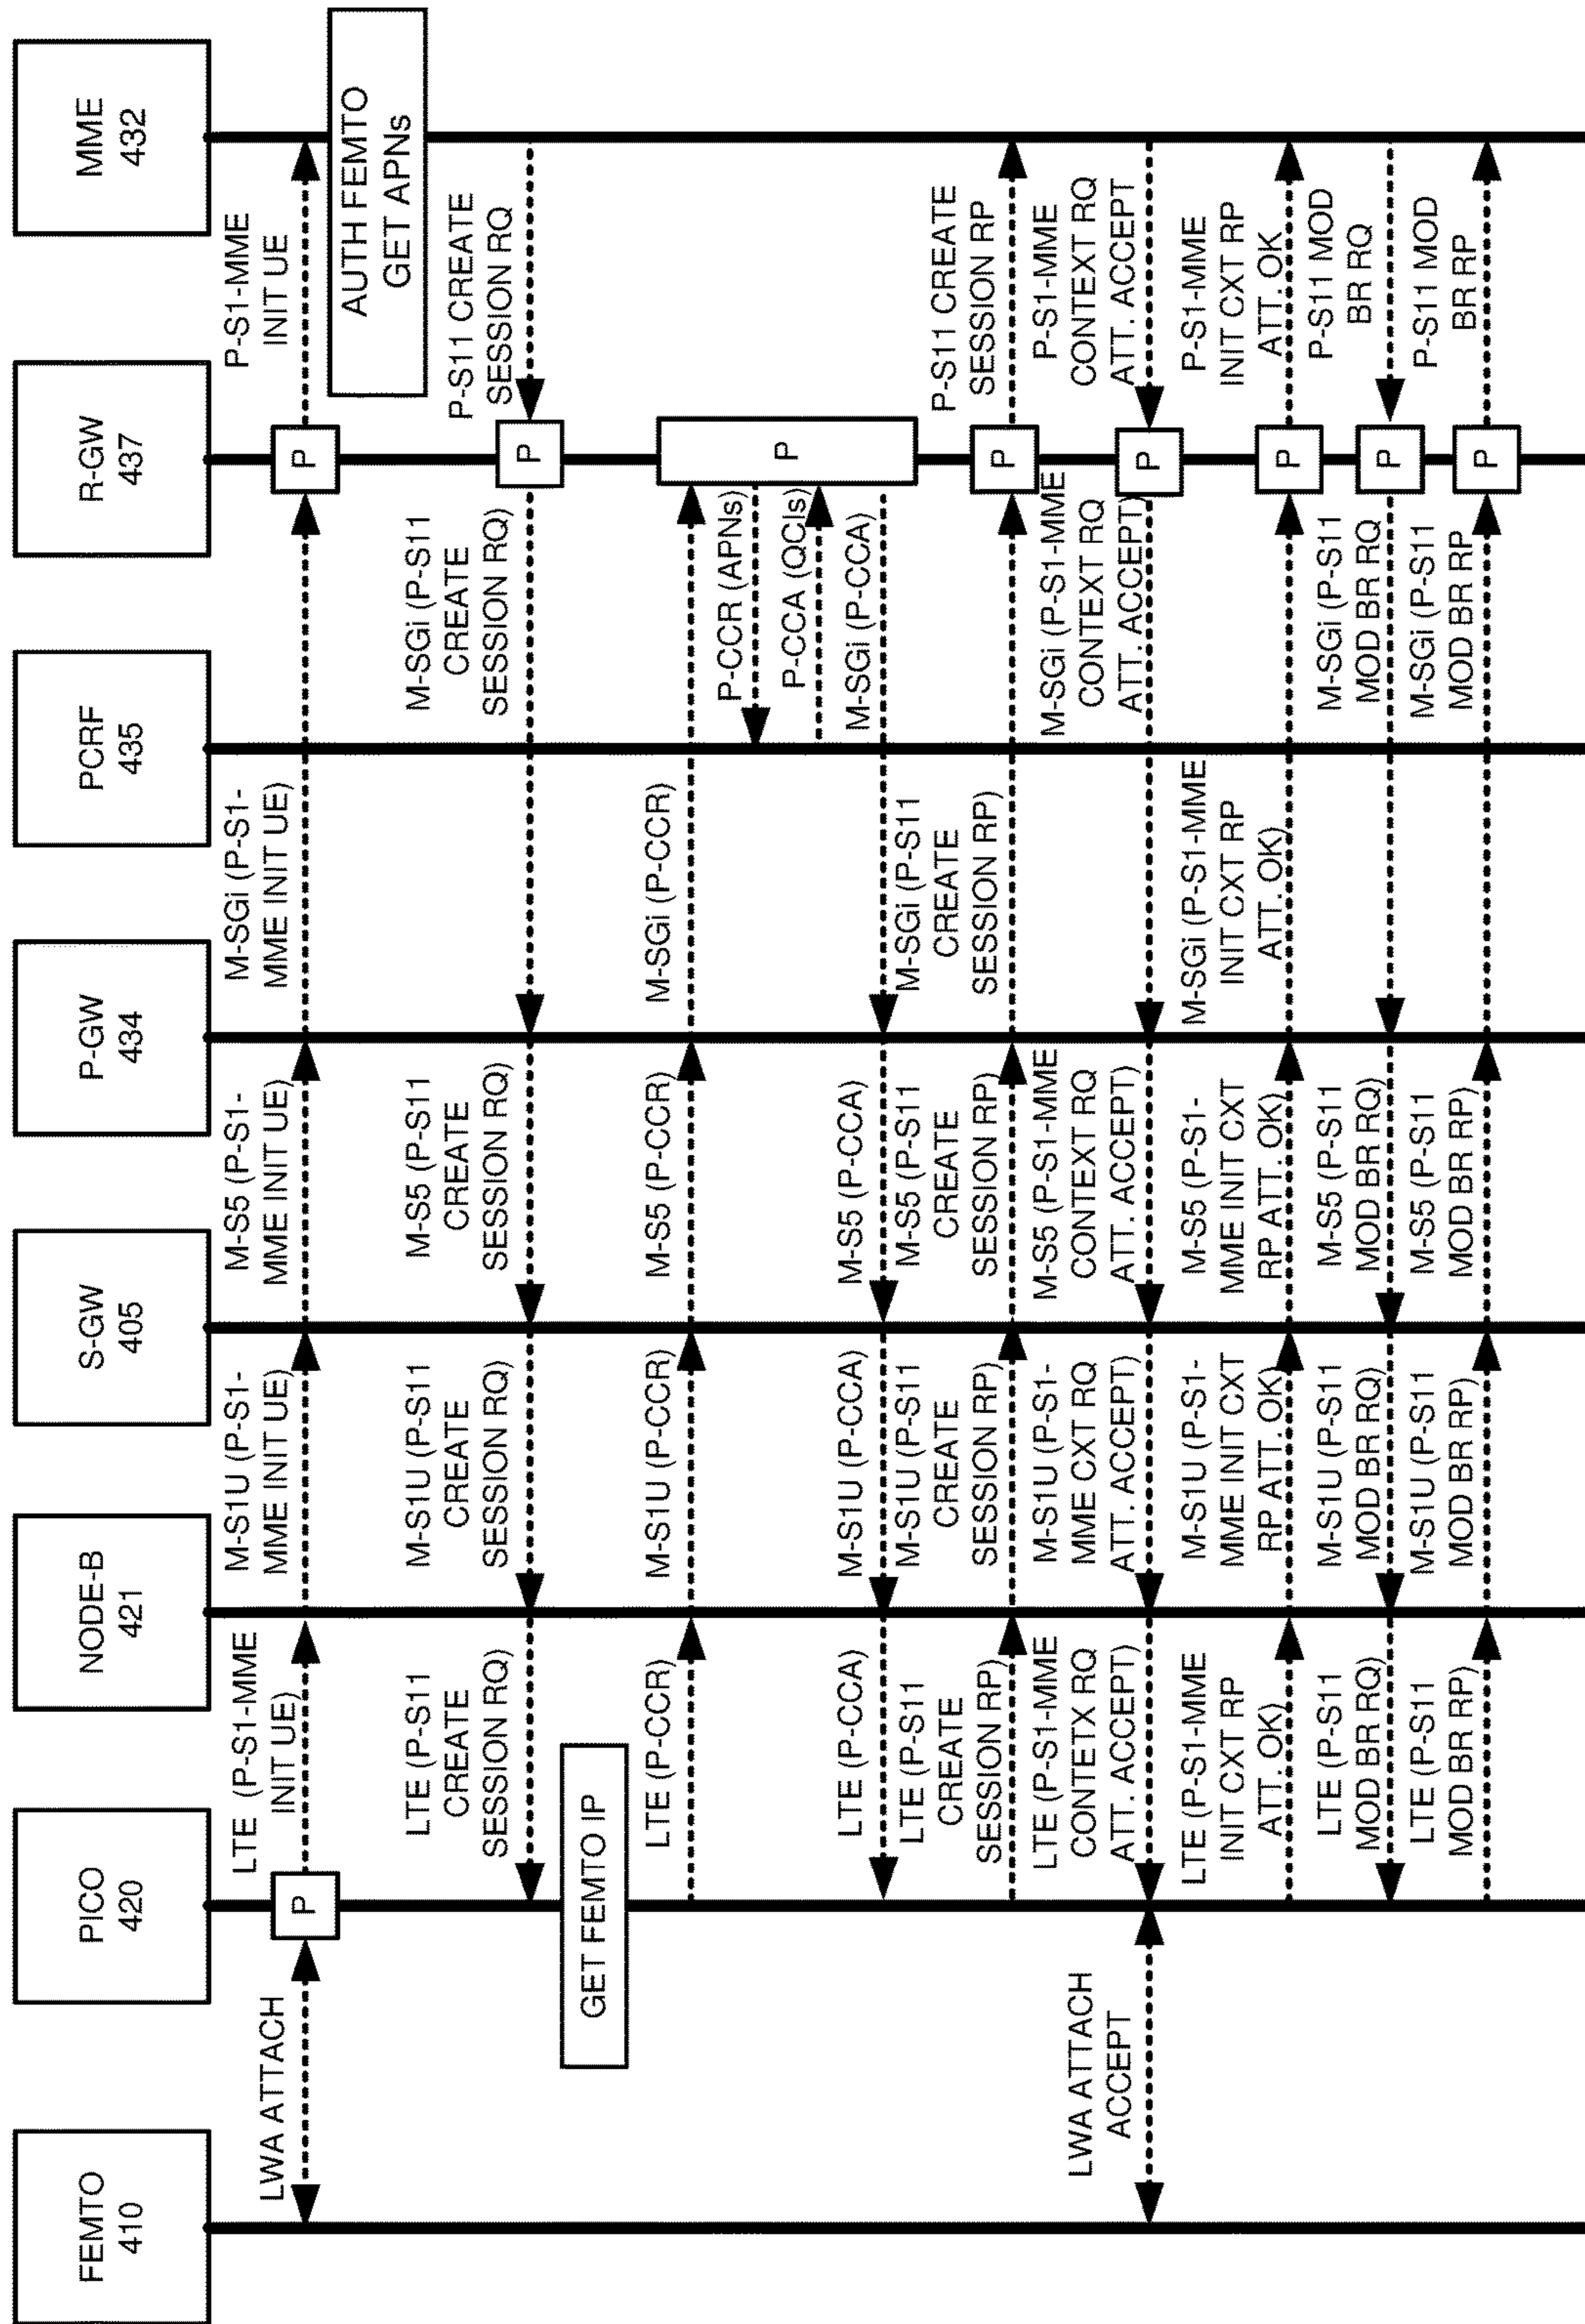 FEMTO
410
PICO
420
NODE-B
421
S-GW
405
P-GW
434
PCRF
435
R-GW
437
MME
432
LWA ATTACH
P
LTE (P-S1-MME
INIT UE)
M-S1U (P-S1-
MME INIT UE)
M-S5 (P-S1-
MME INIT UE)
M-SGi (P-S1-
MME INIT UE)
P
P-S1-MME
INIT UE
AUTH FEMTO
GET APNs
LTE (P-S11
CREATE
SESSION RQ)
M-S1U (P-S11
CREATE
SESSION RQ)
M-S5 (P-S11
CREATE
SESSION RQ)
M-SGi (P-S11
CREATE
SESSION RQ)
P
P-S11 CREATE
SESSION RQ
GET FEMTO IP
LTE (P-CCR)
M-S1U (P-CCR)
M-S5 (P-CCR)
M-SGi (P-CCR)
P
P-CCR (APNs)
P-CCA (QCIs)
LTE (P-CCA)
M-S1U (P-CCA)
M-S5 (P-CCA)
M-SGi (P-CCA)
LTE (P-S11
CREATE
SESSION RP)
M-S1U (P-S11
CREATE
SESSION RP)
M-S5 (P-S11
CREATE
SESSION RP)
M-SGi (P-S11
CREATE
SESSION RP)
P
P-S11 CREATE
SESSION RP
LWA ATTACH
ACCEPT
LTE (P-S1-MME
CONTETX RQ
ATT. ACCEPT)
M-S1U (P-S1-
MME CXT RQ
ATT. ACCEPT)
M-S5 (P-S1-MME
CONTEXT RQ
ATT. ACCEPT)
M-SGi (P-S1-MME
CONTEXT RQ
ATT. ACCEPT)
P
P-S1-MME
CONTEXT RQ
ATT. ACCEPT
LTE (P-S1-MME
INIT CXT RP
ATT. OK)
M-S1U (P-S1-
MME INIT CXT
RP ATT. OK)
M-S5 (P-S1-
MME INIT CXT
RP ATT. OK)
M-SGi (P-S1-MME
INIT CXT RP
ATT. OK)
P
P-S1-MME
INIT CXT RP
ATT. OK
LTE (P-S11
MOD BR RQ)
M-S1U (P-S11
MOD BR RQ)
M-S5 (P-S11
MOD BR RQ)
M-SGi (P-S11
MOD BR RQ
P
P-S11 MOD
BR RQ
LTE (P-S11
MOD BR RP)
M-S1U (P-S11
MOD BR RP)
M-S5 (P-S11
MOD BR RP)
M-SGi (P-S11
MOD BR RP
P
P-S11 MOD
BR RP